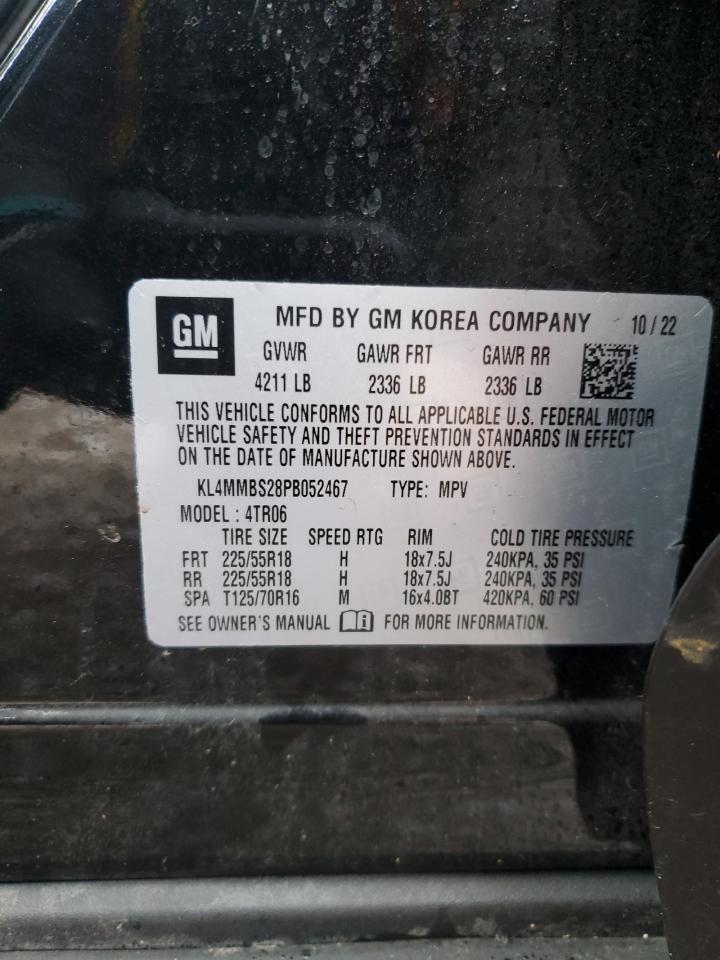 GM
MFD BY GM KOREA COMPANY 10 / 22
GVWR GAWR FRT GAWR RR
4211 LB 2336 LB 2336 LB
THIS VEHICLE CONFORMS TO ALL APPLICABLE U.S. FEDERAL MOTOR
VEHICLE SAFETY AND THEFT PREVENTION STANDARDS IN EFFECT
ON THE DATE OF MANUFACTURE SHOWN ABOVE.
KL4MMBS28PB052467 TYPE: MPV
MODEL : 4TR06
TIRE SIZE SPEED RTG RIM COLD TIRE PRESSURE
FRT 225/55R18 H 18x7.5J 240KPA, 35 PSI
RR 225/55R18 H 18x7.5J 240KPA, 35 PSI
SPA T125/70R16 M 16x4.0BT 420KPA, 60 PSI
SEE OWNER'S MANUAL i FOR MORE INFORMATION.